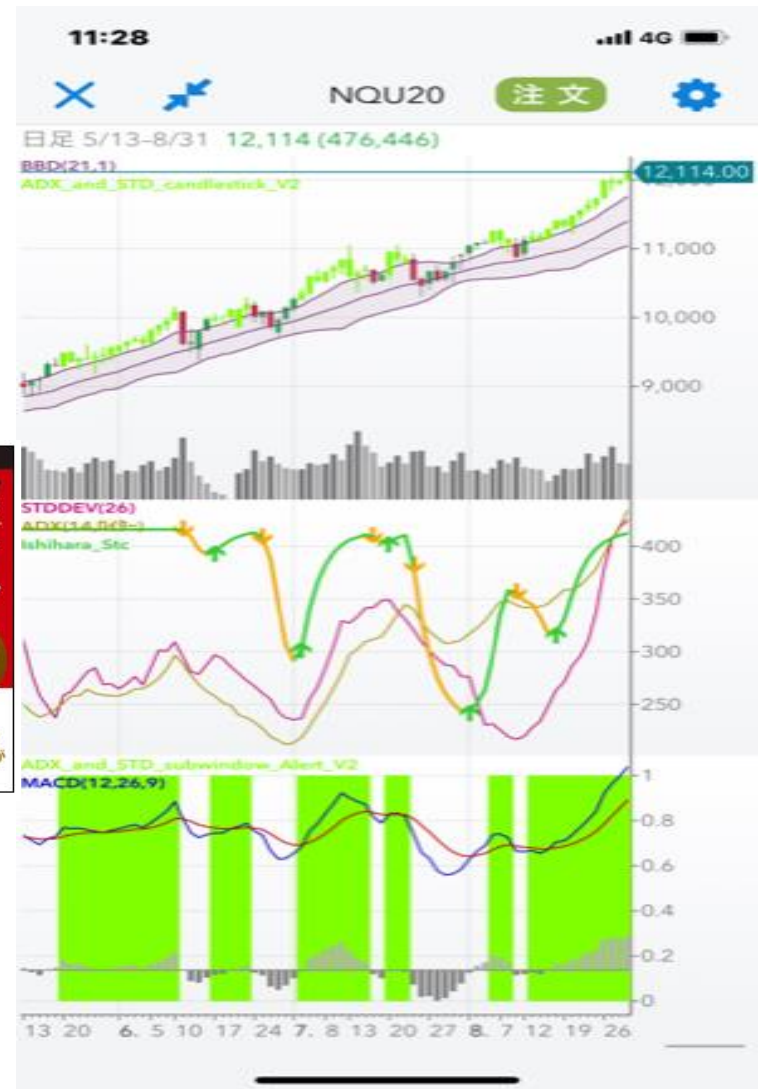 11:28
4G
NQU20
注文
日足 5/13-8/31 12,114 (476,446)
BBD(21,1)
ADX_and_STD_candlestick_V2
12,114.00
11,000
10,000
9,000
STDDEV(26)
Ishihara_Stc
400
350
300
250
ADX_and_STD_subwindow_Alert_V2
MACD(12,26,9)
1
0.8
0.6
0.4
0.2
0
13 20 6. 5 10 17 24 7. 8 13 20 27 8. 7 12 19 26